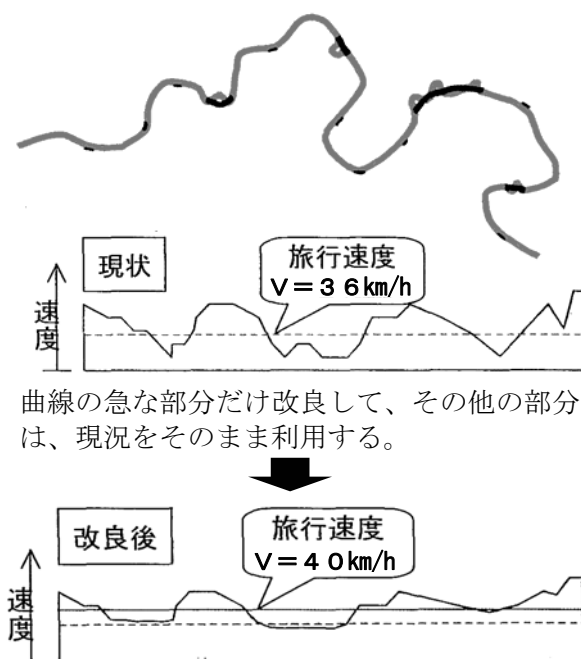 現状
旅行速度
V=36km/h
速度
曲線の急な部分だけ改良して、その他の部分
は、現況をそのまま利用する。
改良後
旅行速度
V=40km/h
速度